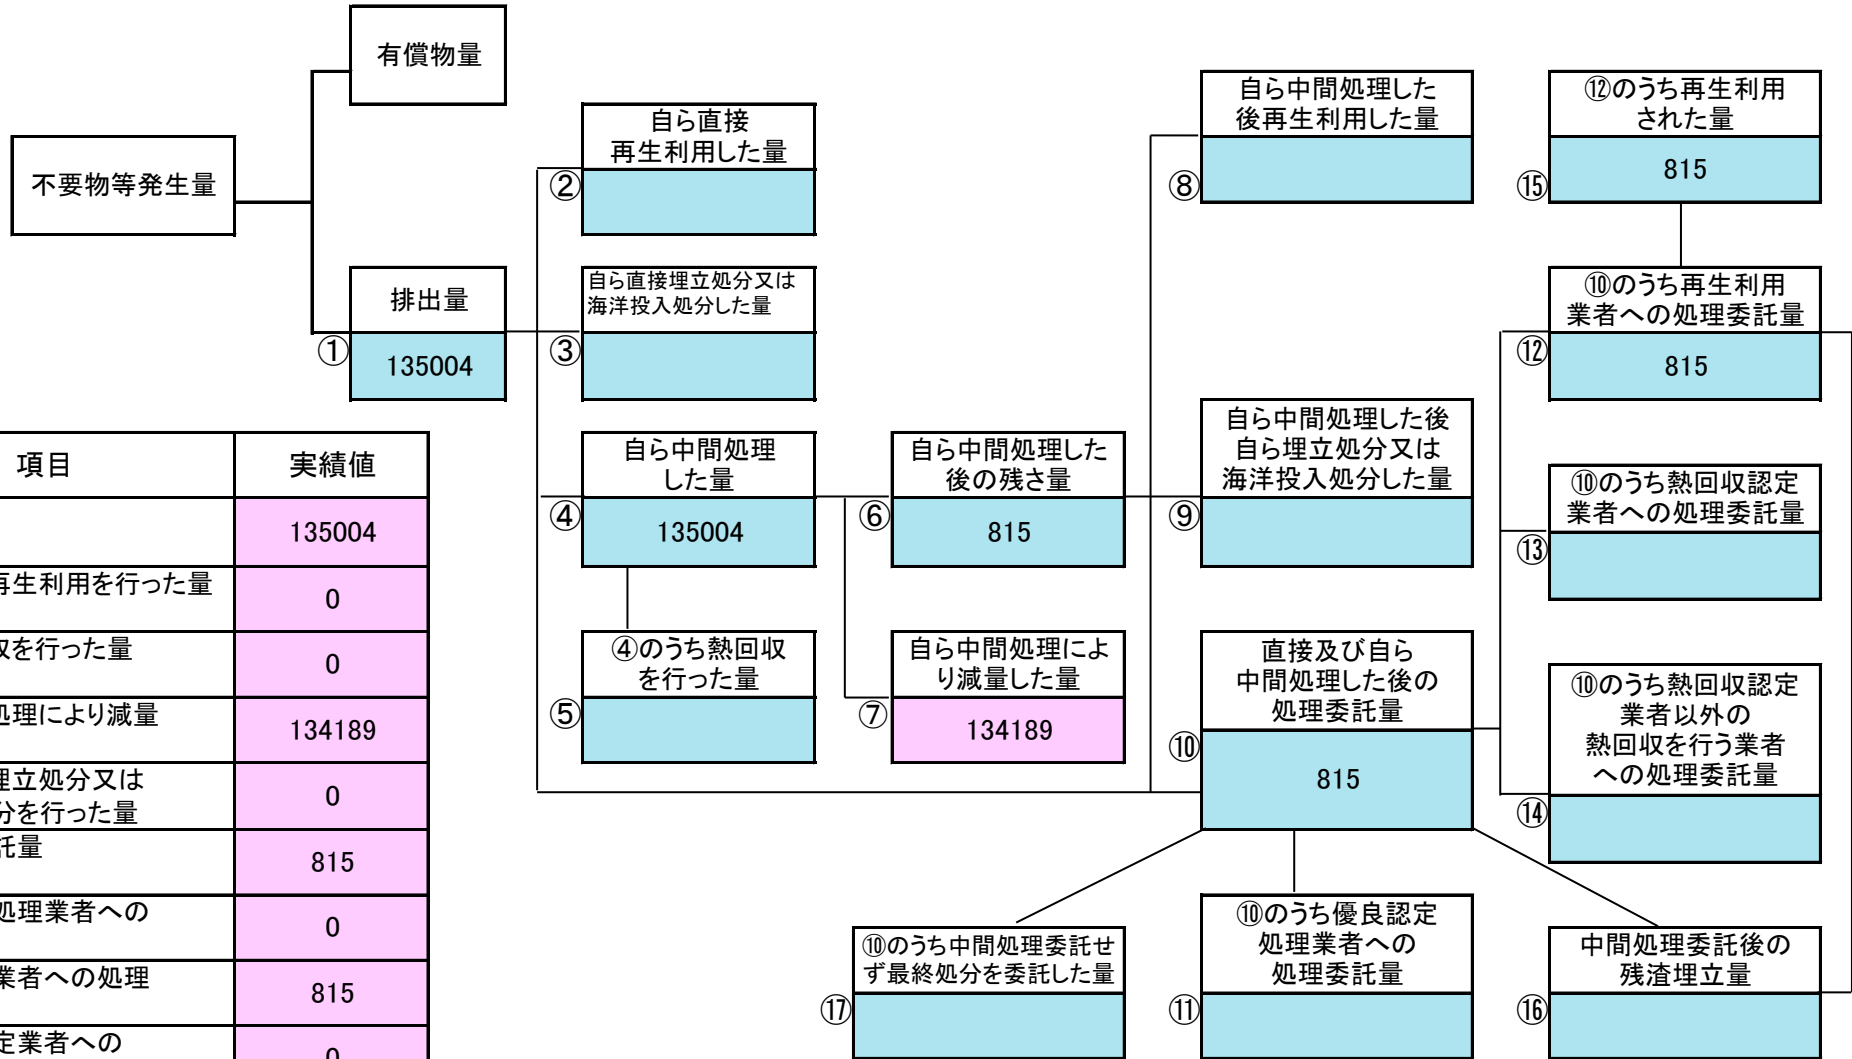 有償物量
不要物等発生量
排出量
①
135004
自ら直接
再生利用した量
②
自ら直接埋立処分又は
海洋投入処分した量
③
自ら中間処理
した量
④
135004
④のうち熱回収
を行った量
⑤
自ら中間処理した
後の残さ量
⑥
815
自ら中間処理によ
り減量した量
⑦
134189
自ら中間処理した
後再生利用した量
⑧
自ら中間処理した後
自ら埋立処分又は
海洋投入処分した量
⑨
直接及び自ら
中間処理した後の
処理委託量
⑩
815
⑫のうち再生利用
された量
⑮
815
⑩のうち再生利用
業者への処理委託量
⑫
815
⑩のうち熱回収認定
業者への処理委託量
⑬
⑩のうち熱回収認定
業者以外の
熱回収を行う業者
への処理委託量
⑭
⑩のうち中間処理委託せ
ず最終処分を委託した量
⑰
⑩のうち優良認定
処理業者への
処理委託量
⑪
中間処理委託後の
残渣埋立量
⑯
項目 実績値
135004
再生利用を行った量
0
を行った量
0
処理により減量
134189
埋立処分又は
分を行った量
0
託量
815
処理業者への
0
業者への処理
815
定業者への
0